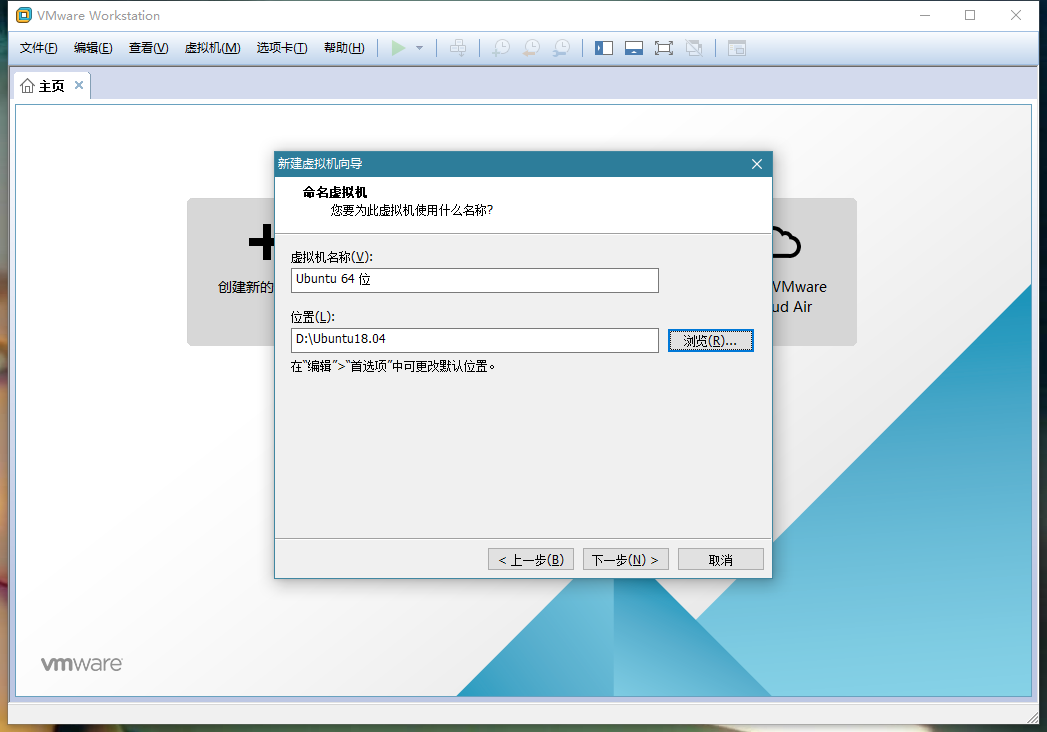 VMware Workstation
文件(F) 编辑(E) 查看(V) 虚拟机(M) 选项卡(T) 帮助(H)
主页
新建虚拟机向导
命名虚拟机
您要为此虚拟机使用什么名称?
虚拟机名称(V):
Ubuntu 64 位
位置(L):
D:\Ubuntu18.04
浏览(R)...
在"编辑">"首选项"中可更改默认位置。
< 上一步(B) 下一步(N) > 取消
创建新的
VMware
ud Air
vmware